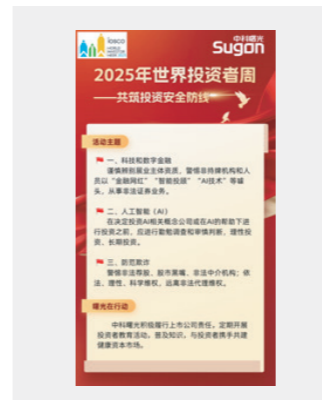 iosco
WORLD
INVESTOR
WEEK
中科曙光
Sugon
2025年世界投资者周
——共筑投资安全防线——
活动主题
一、科技和数字金融
谨慎辨别展业主体资质,警惕非持牌机构和人
员以“金融网红”“智能投顾”“AI技术”等噱
头,从事非法证券业务。
二、人工智能(AI)
在决定投资AI相关概念公司或在AI的帮助下进
行投资之前,应进行勤勉调查和审慎判断,理性投
资、长期投资。
三、防范欺诈
警惕非法荐股、股市黑嘴、非法中介机构;依
法、理性、科学维权,远离非法代理维权。
曙光在行动
中科曙光积极履行上市公司责任,定期开展
投资者教育活动,普及知识,与投资者携手共建
健康资本市场。